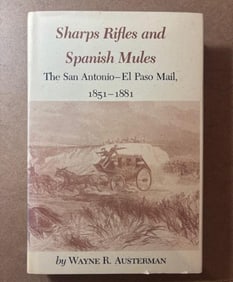 Sharps Rifles and
Spanish Mules
The San Antonio–El Paso Mail,
1851–1881
by WAYNE R. AUSTERMAN